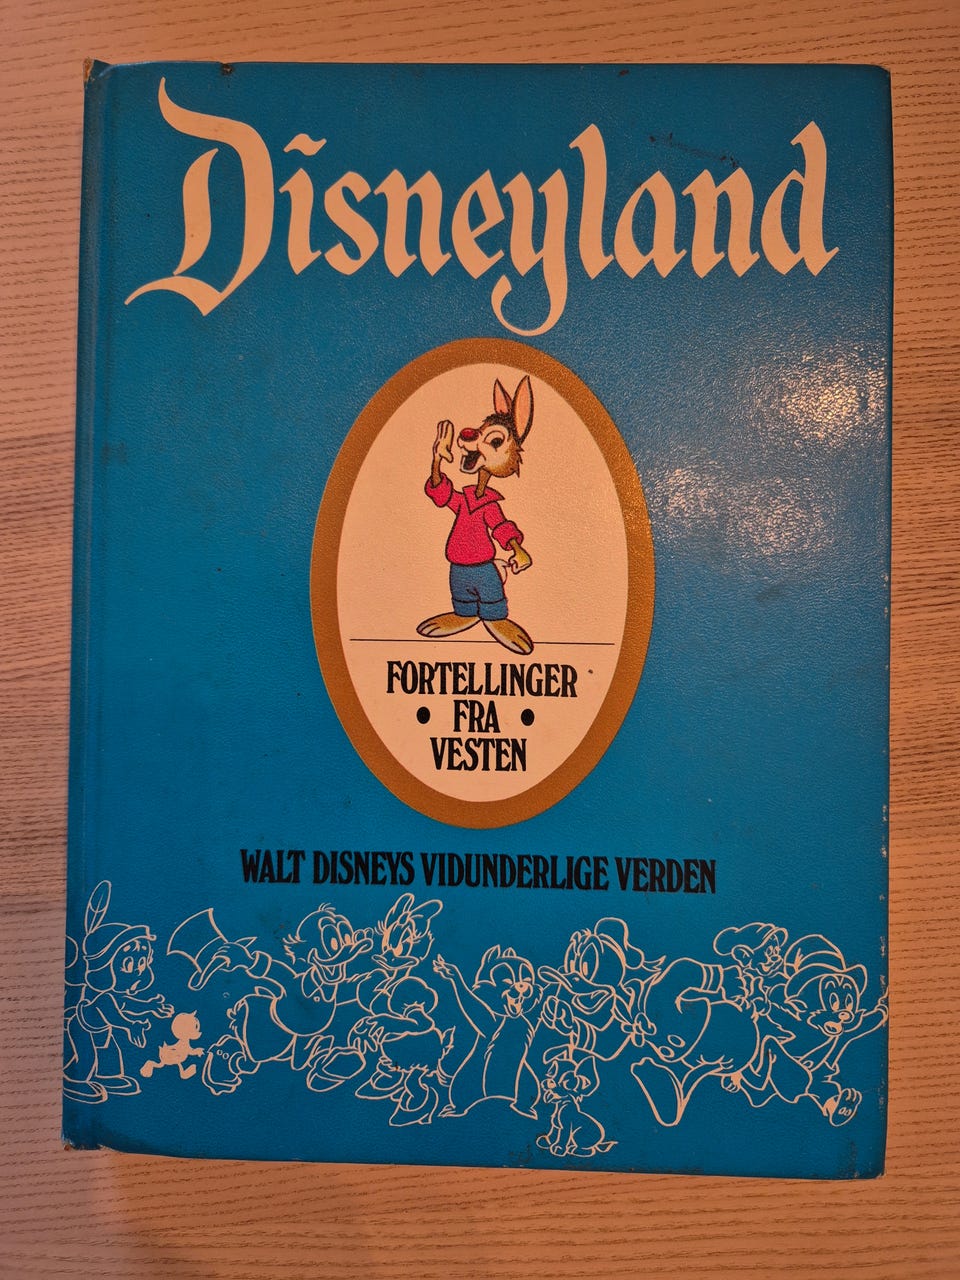 Disneyland
FORTELLINGER
• FRA •
VESTEN
WALT DISNEYS VIDUNDERLIGE VERDEN